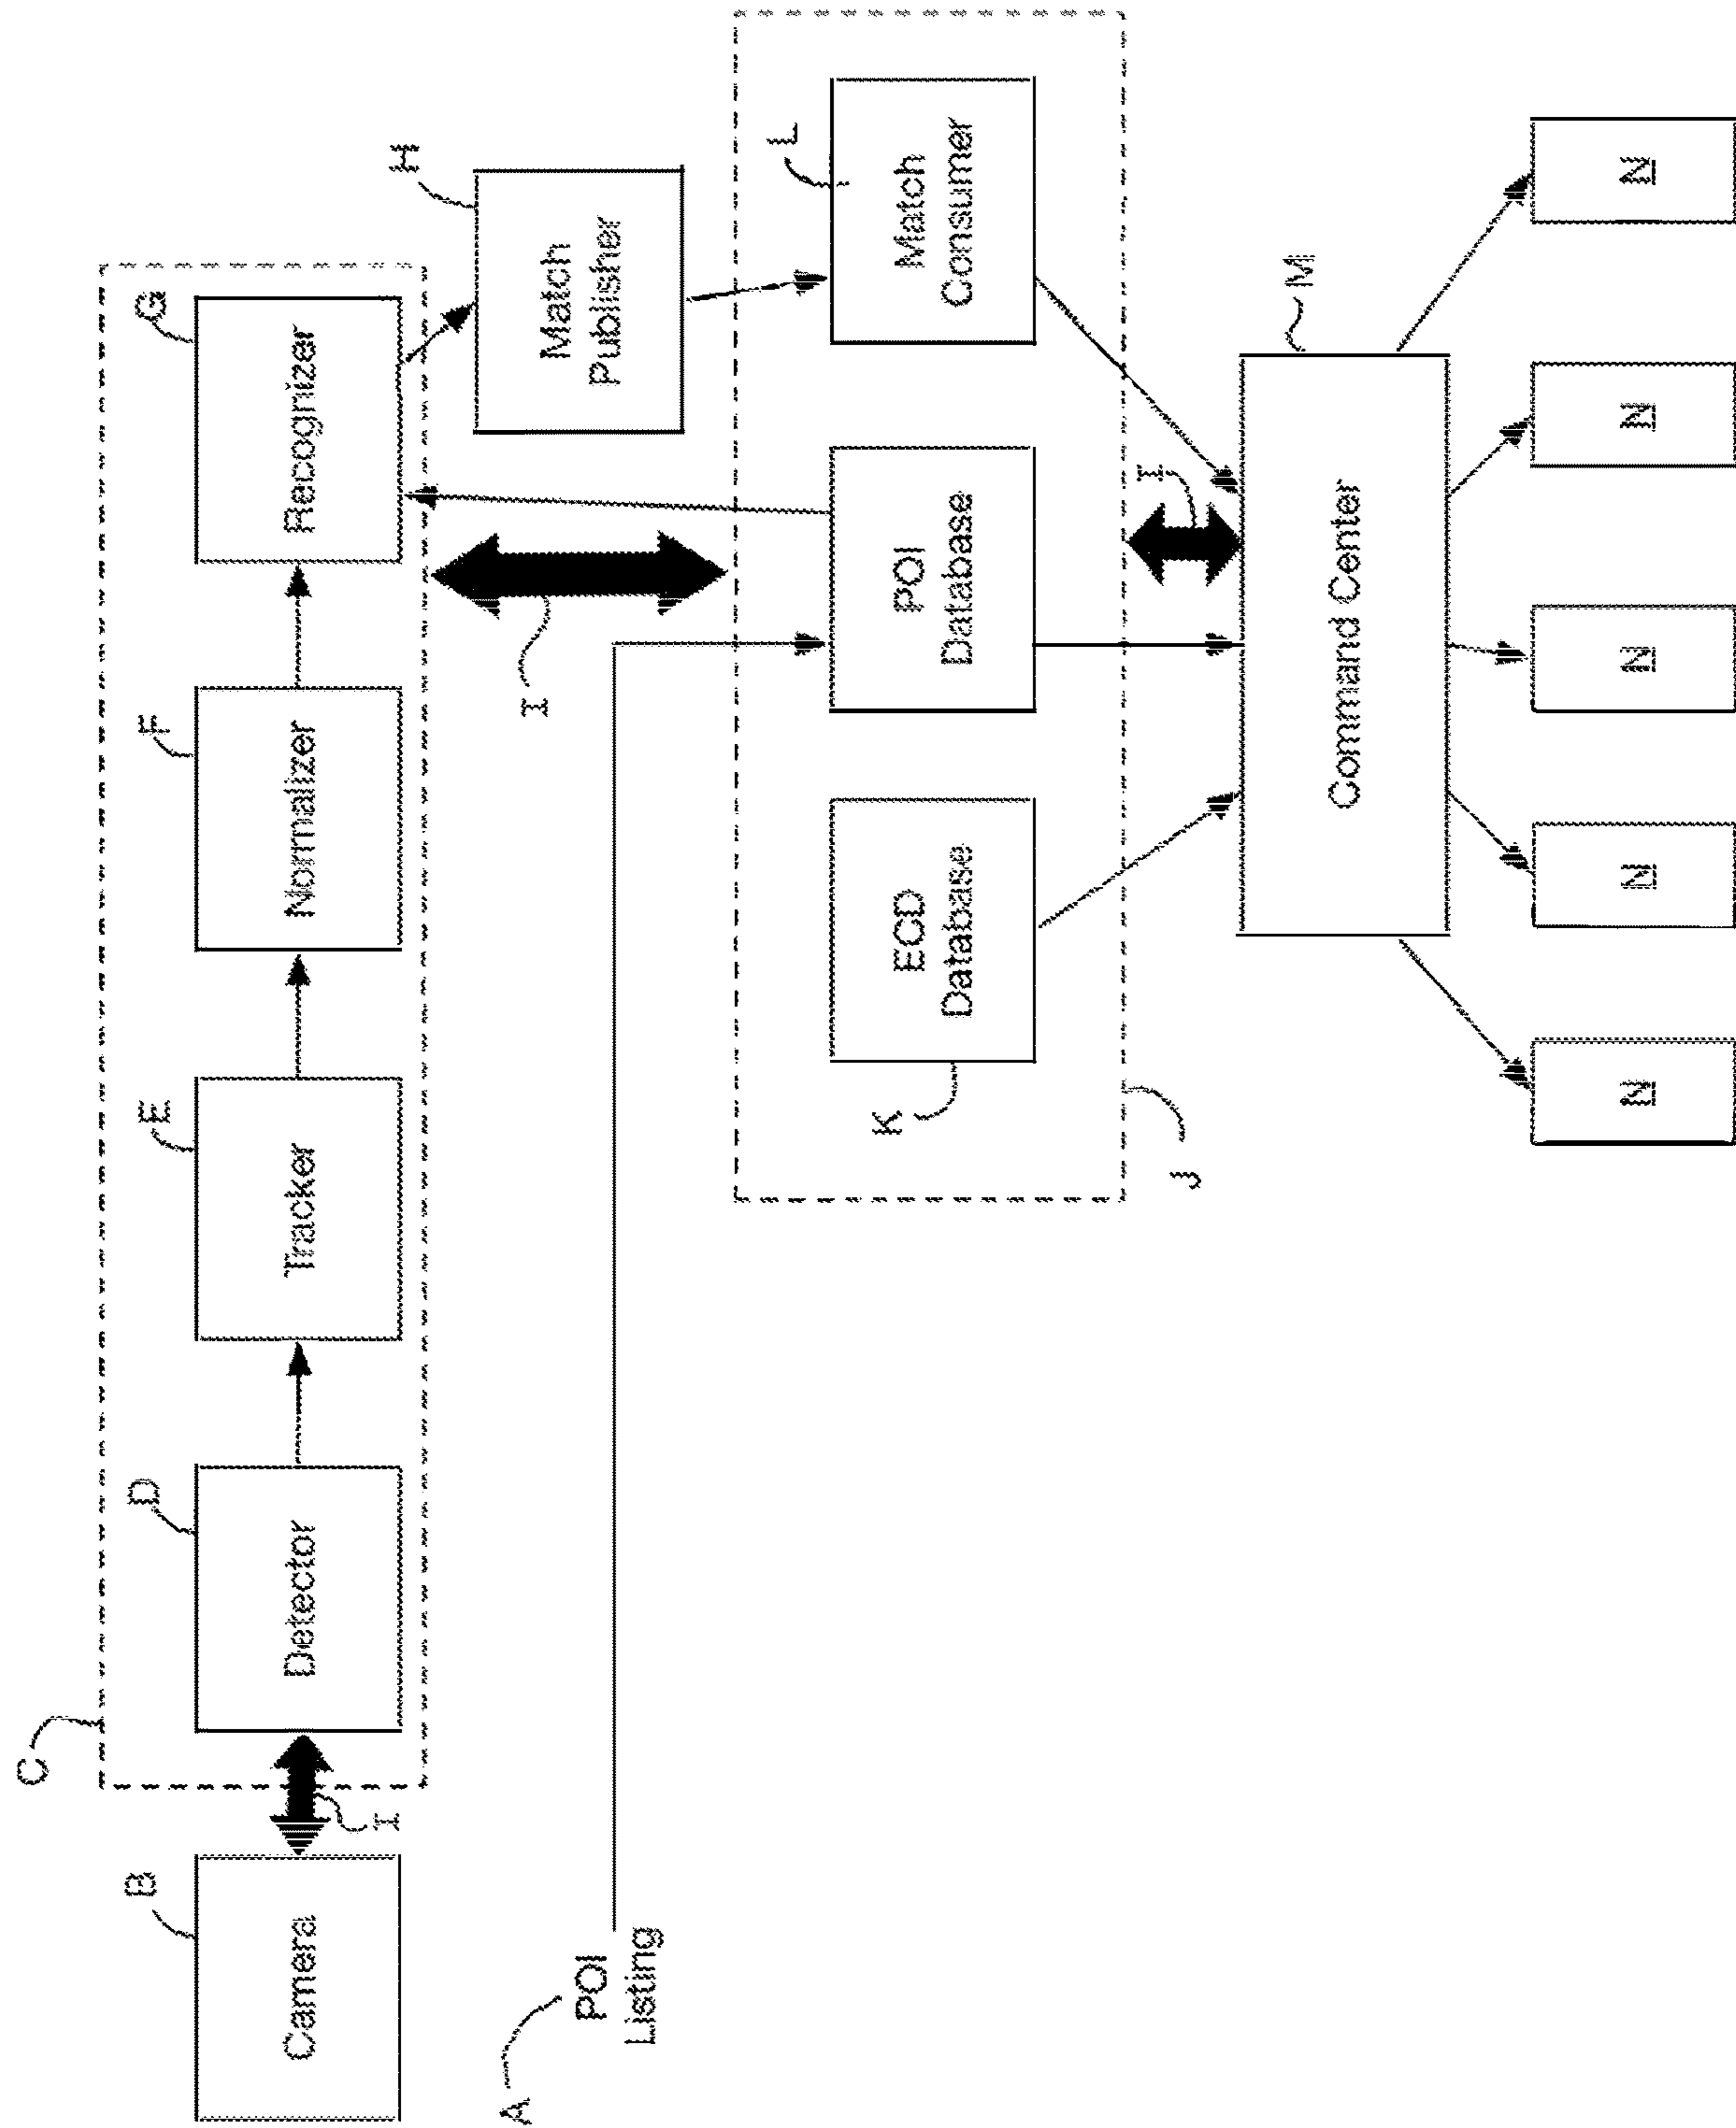 C
B
Camera
I
D
Detector
E
Tracker
F
Normalizer
G
Recognizer
H
Match
Publisher
A
POI
Listing
I
J
K
ECD
Database
POI
Database
L
Match
Consumer
I
M
Command Center
N
N
N
N
N